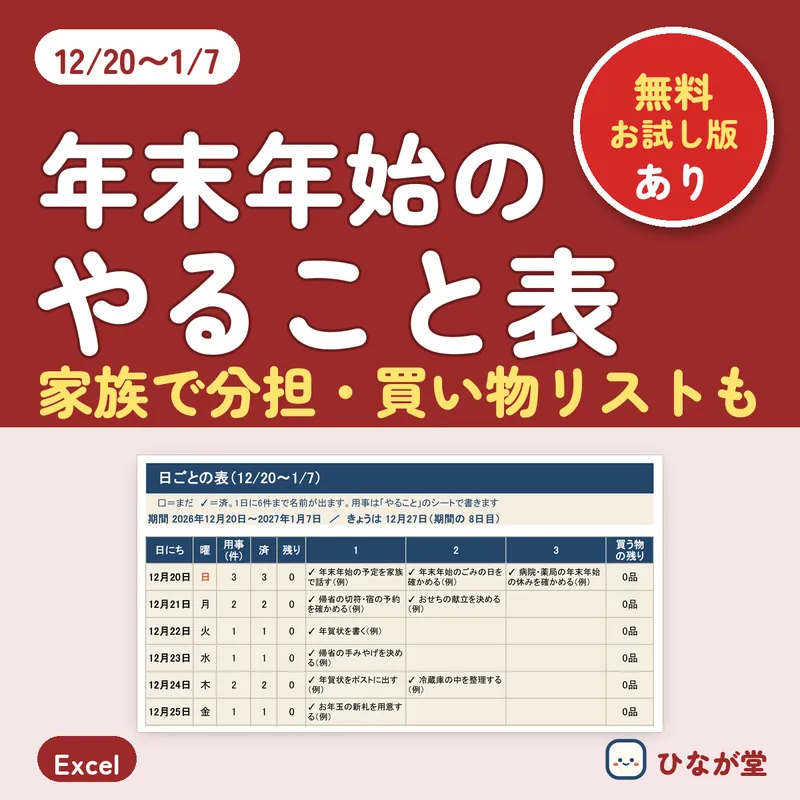 12/20〜1/7
無料
お試し版
あり
年末年始の
やること表
家族で分担・買い物リストも
日ごとの表(12/20〜1/7)
□=まだ ✓=済。1日に6件まで名前が出ます。用事は「やること」のシートで書きます
期間 2026年12月20日〜2027年1月7日 ／ きょうは 12月27日(期間の 8日目)
日にち 曜 用事(件) 済 残り 1 2 3 買う物の残り
12月20日 日 3 3 0 ✓ 年末年始の予定を家族で話す(例) ✓ 年末年始のごみの日を確かめる(例) ✓ 病院・薬局の年末年始の休みを確かめる(例) 0品
12月21日 月 2 2 0 ✓ 帰省の切符・宿の予約を確かめる(例) ✓ おせちの献立を決める(例) 0品
12月22日 火 1 1 0 ✓ 年賀状を書く(例) 0品
12月23日 水 1 1 0 ✓ 帰省の手みやげを決める(例) 0品
12月24日 木 2 2 0 ✓ 年賀状をポストに出す(例) ✓ 冷蔵庫の中を整理する(例) 0品
12月25日 金 1 1 0 ✓ お年玉の新札を用意する(例) 0品
Excel
ひなが堂